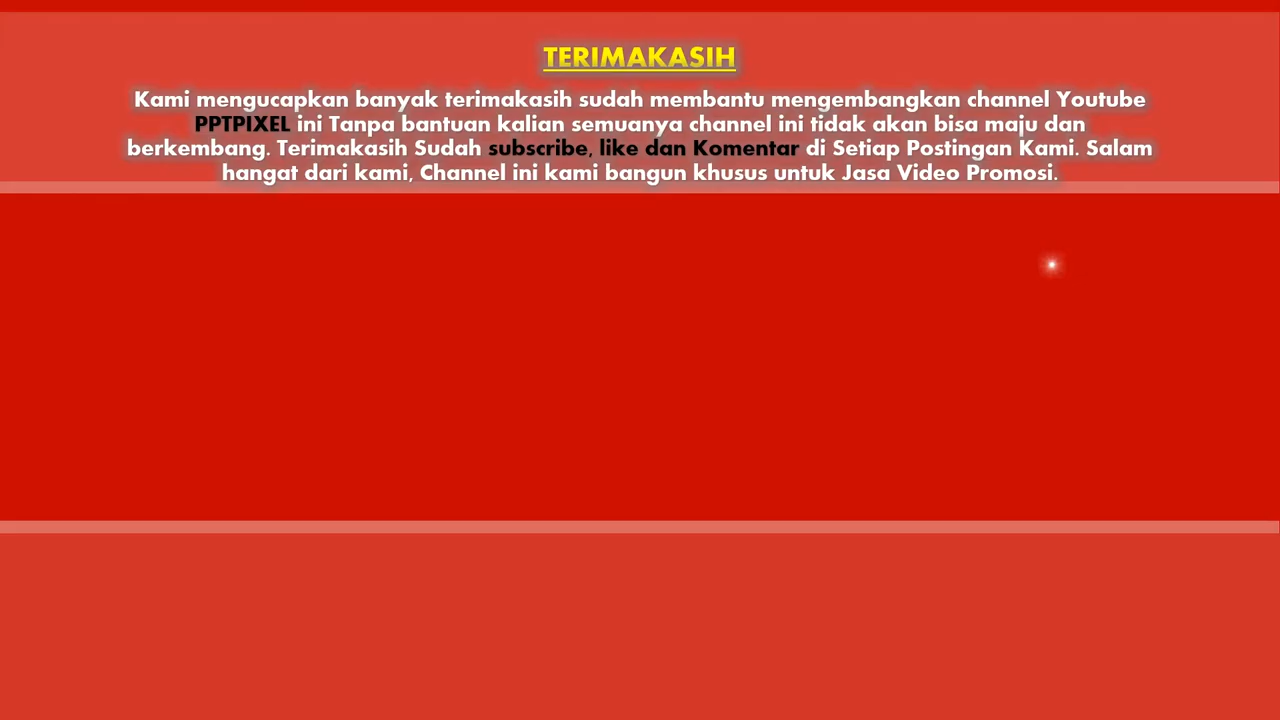 TERIMAKASIH
Kami mengucapkan banyak terimakasih sudah membantu mengembangkan channel Youtube
PPTPIXEL ini Tanpa bantuan kalian semuanya channel ini tidak akan bisa maju dan
berkembang. Terimakasih Sudah subscribe, like dan Komentar di Setiap Postingan Kami. Salam
hangat dari kami, Channel ini kami bangun khusus untuk Jasa Video Promosi.